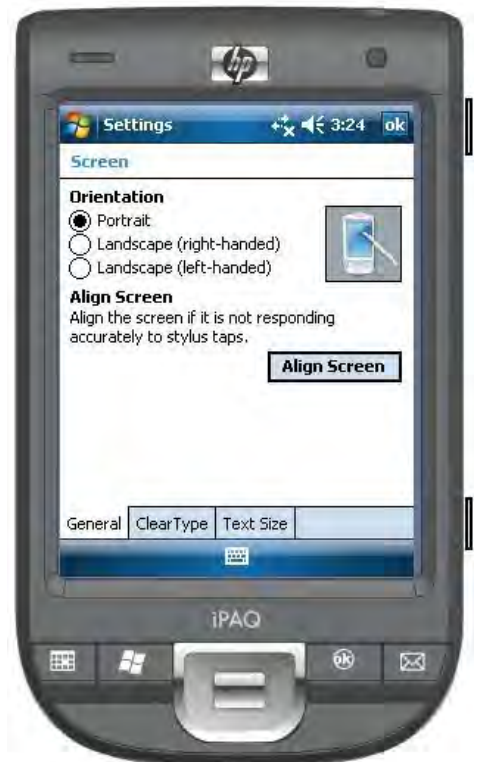 hp
Settings 3:24 ok
Screen
Orientation
Portrait
Landscape (right-handed)
Landscape (left-handed)
Align Screen
Align the screen if it is not responding
accurately to stylus taps.
Align Screen
General ClearType Text Size
iPAQ
ok